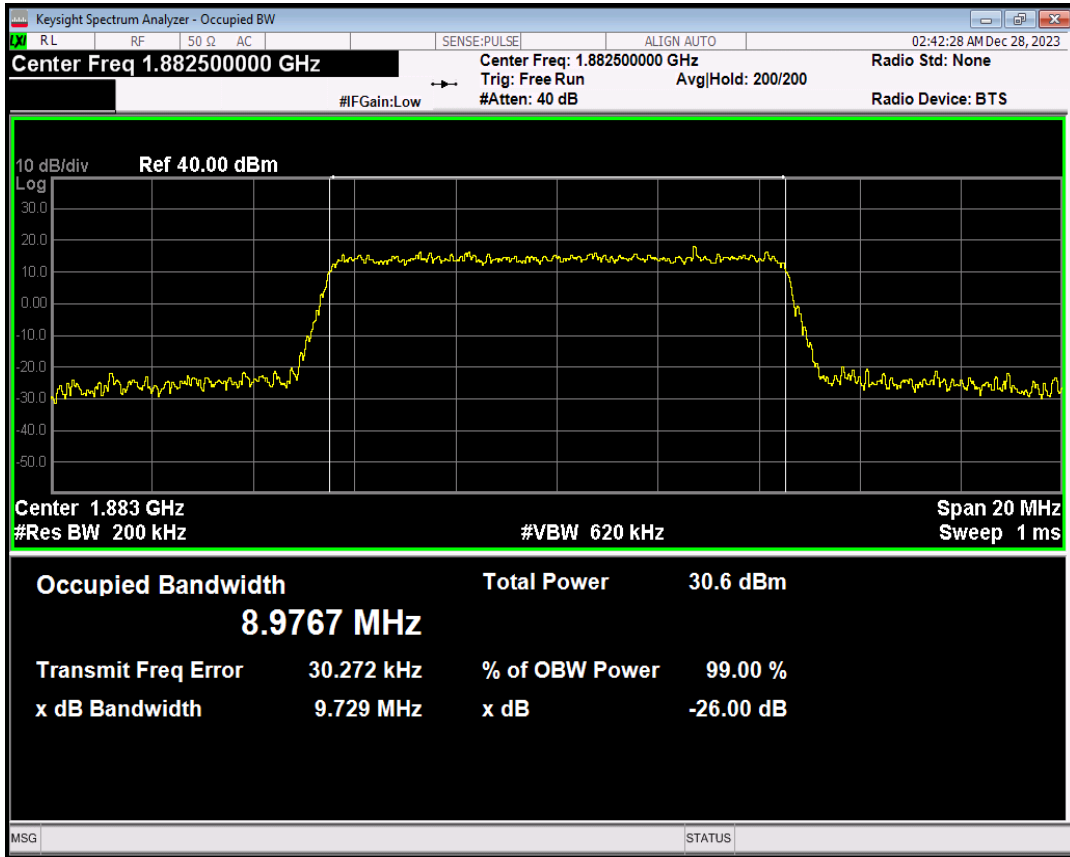 Keysight Spectrum Analyzer - Occupied BW
LXI RL RF 50 Ω AC SENSE:PULSE ALIGN AUTO 02:42:28 AM Dec 28, 2023
Center Freq 1.882500000 GHz Center Freq: 1.882500000 GHz Radio Std: None
Trig: Free Run Avg|Hold: 200/200
#IFGain:Low #Atten: 40 dB Radio Device: BTS
10 dB/div Ref 40.00 dBm
Log
30.0
20.0
10.0
0.00
-10.0
-20.0
-30.0
-40.0
-50.0
Center 1.883 GHz Span 20 MHz
#Res BW 200 kHz #VBW 620 kHz Sweep 1 ms
Occupied Bandwidth Total Power 30.6 dBm
8.9767 MHz
Transmit Freq Error 30.272 kHz % of OBW Power 99.00 %
x dB Bandwidth 9.729 MHz x dB -26.00 dB
MSG STATUS